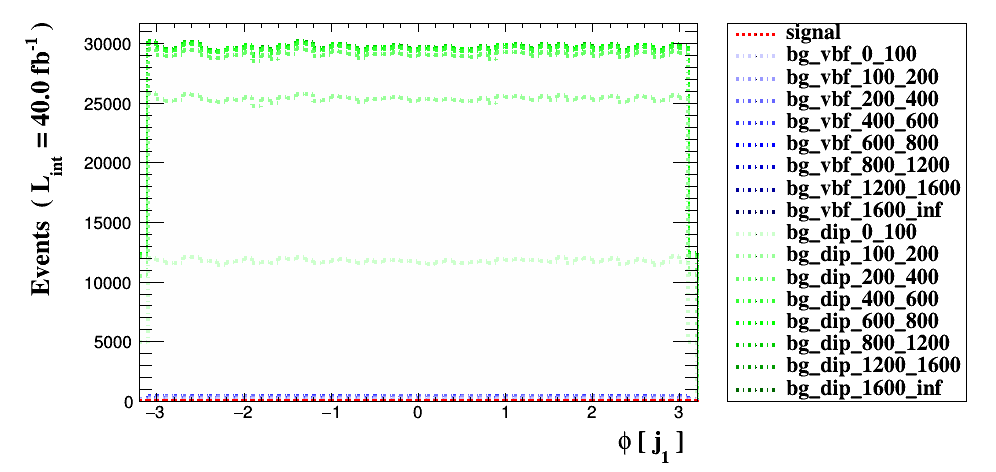 Events ( L_int = 40.0 fb⁻¹ )
30000
25000
20000
15000
10000
5000
0
−3 −2 −1 0 1 2 3
ϕ [ j_1 ]
signal
bg_vbf_0_100
bg_vbf_100_200
bg_vbf_200_400
bg_vbf_400_600
bg_vbf_600_800
bg_vbf_800_1200
bg_vbf_1200_1600
bg_vbf_1600_inf
bg_dip_0_100
bg_dip_100_200
bg_dip_200_400
bg_dip_400_600
bg_dip_600_800
bg_dip_800_1200
bg_dip_1200_1600
bg_dip_1600_inf